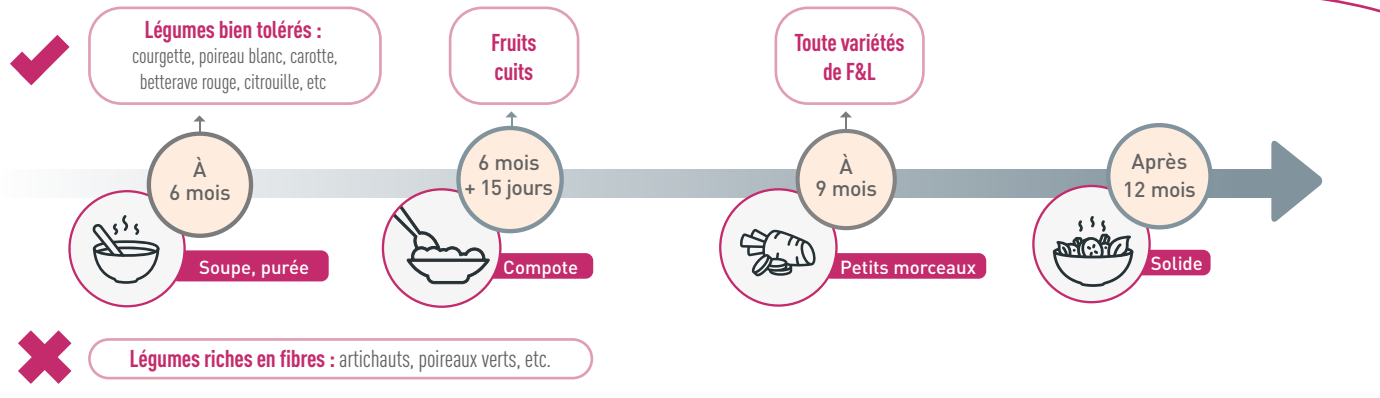 Légumes bien tolérés :
courgette, poireau blanc, carotte,
betterave rouge, citrouille, etc
Fruits
cuits
Toute variétés
de F&L
À
6 mois
6 mois
+ 15 jours
À
9 mois
Après
12 mois
Soupe, purée
Compote
Petits morceaux
Solide
Légumes riches en fibres : artichauts, poireaux verts, etc.